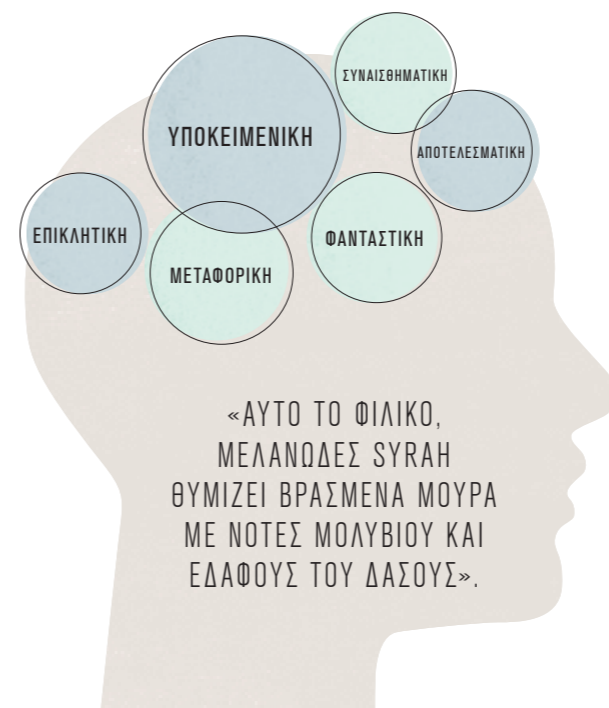 ΣΥΝΑΙΣΘΗΜΑΤΙΚΗ
ΥΠΟΚΕΙΜΕΝΙΚΗ
ΑΠΟΤΕΛΕΣΜΑΤΙΚΗ
ΕΠΙΚΛΗΤΙΚΗ
ΦΑΝΤΑΣΤΙΚΗ
ΜΕΤΑΦΟΡΙΚΗ
«ΑΥΤΟ ΤΟ ΦΙΛΙΚΟ,
ΜΕΛΑΝΩΔΕΣ SYRAH
ΘΥΜΙΖΕΙ ΒΡΑΣΜΕΝΑ ΜΟΥΡΑ
ΜΕ ΝΟΤΕΣ ΜΟΛΥΒΙΟΥ ΚΑΙ
ΕΔΑΦΟΥΣ ΤΟΥ ΔΑΣΟΥΣ».